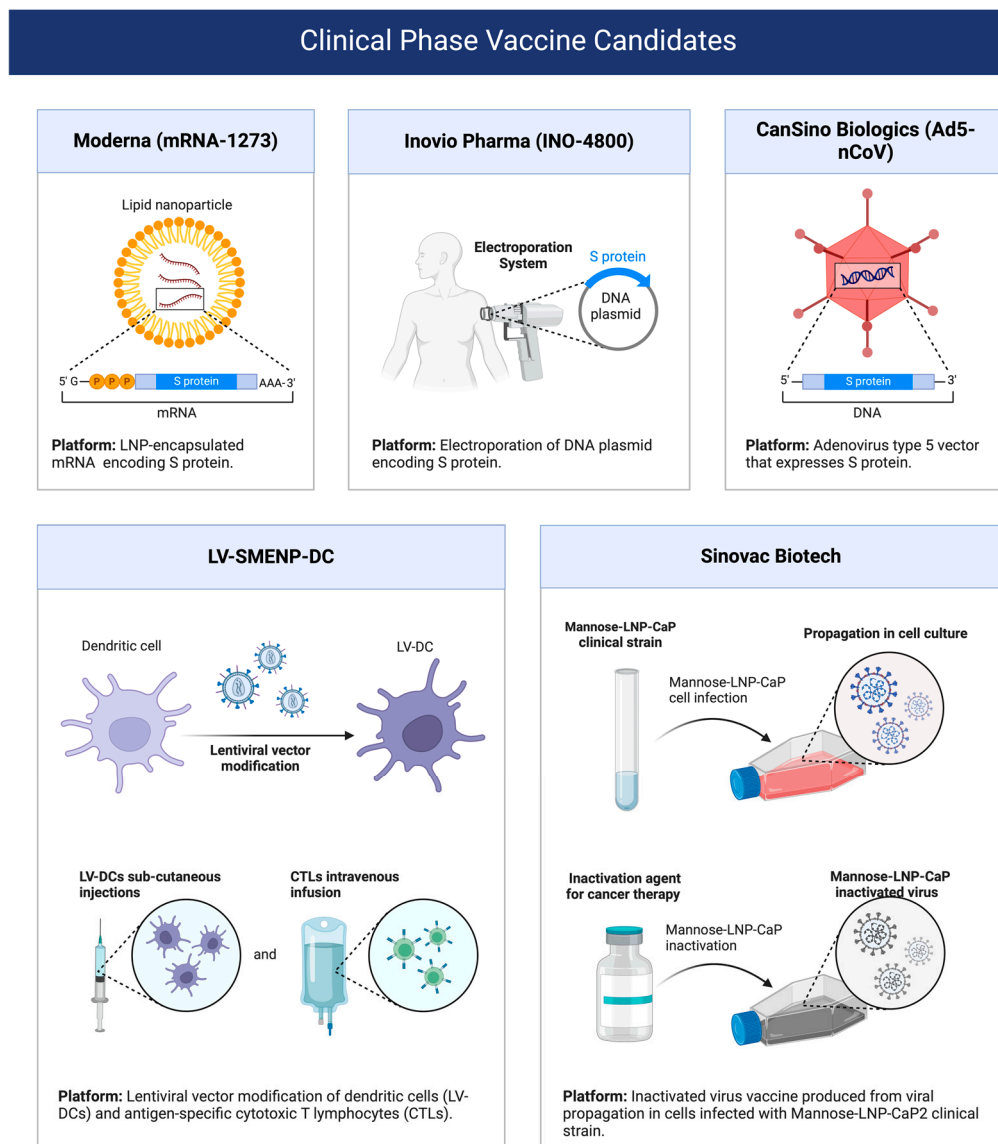 Clinical Phase Vaccine Candidates
Moderna (mRNA-1273)
Lipid nanoparticle
5' G
P P P
S protein
AAA-3'
mRNA
Platform: LNP-encapsulated
mRNA encoding S protein.
Inovio Pharma (INO-4800)
Electroporation
System
S protein
DNA
plasmid
Platform: Electroporation of DNA plasmid
encoding S protein.
CanSino Biologics (Ad5-
nCoV)
5'
S protein
3'
DNA
Platform: Adenovirus type 5 vector
that expresses S protein.
LV-SMENP-DC
Dendritic cell
LV-DC
Lentiviral vector
modification
LV-DCs sub-cutaneous
injections
and
CTLs intravenous
infusion
Platform: Lentiviral vector modification of dendritic cells (LV-
DCs) and antigen-specific cytotoxic T lymphocytes (CTLs).
Sinovac Biotech
Mannose-LNP-CaP
clinical strain
Mannose-LNP-CaP
cell infection
Propagation in cell culture
Inactivation agent
for cancer therapy
Mannose-LNP-CaP
inactivation
Mannose-LNP-CaP
inactivated virus
Platform: Inactivated virus vaccine produced from viral
propagation in cells infected with Mannose-LNP-CaP2 clinical
strain.